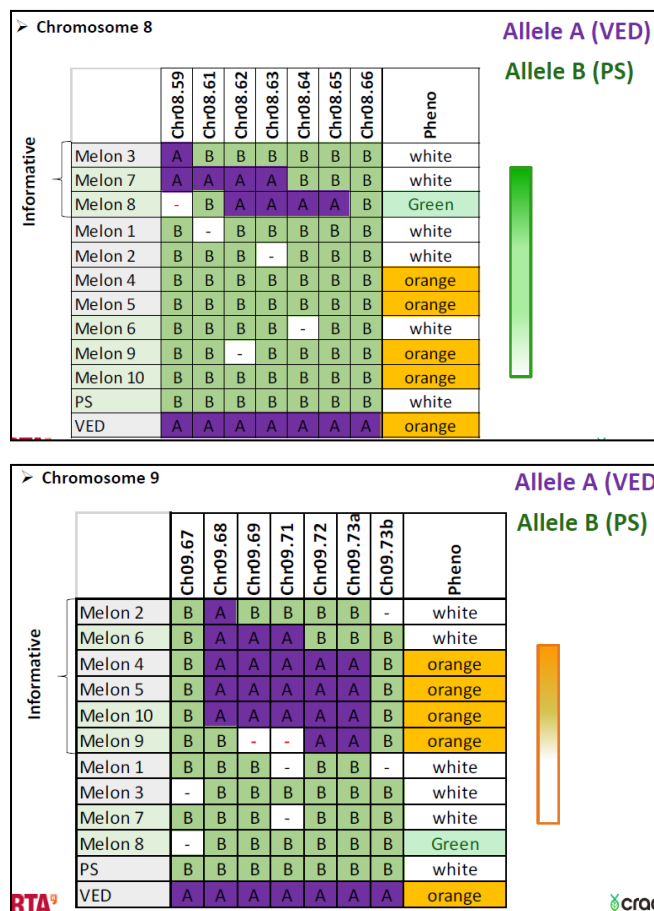 ➢ Chromosome 8
Allele A (VED)
Allele B (PS)
Chr08.59 Chr08.61 Chr08.62 Chr08.63 Chr08.64 Chr08.65 Chr08.66 Pheno
Informative
Melon 3 A B B B B B B white
Melon 7 A A A A B B B white
Melon 8 - B A A A A B Green
Melon 1 B - B B B B B white
Melon 2 B B B - B B B white
Melon 4 B B B B B B B orange
Melon 5 B B B B B B B orange
Melon 6 B B B B - B B white
Melon 9 B B - B B B B orange
Melon 10 B B B B B B B orange
PS B B B B B B B white
VED A A A A A A A orange
RTA
➢ Chromosome 9
Allele A (VED
Allele B (PS)
Ch09.67 Chr09.68 Chr09.69 Chr09.71 Chr09.72 Chr09.73a Ch09.73b Pheno
Informative
Melon 2 B A B B B B - white
Melon 6 B A A A B B B white
Melon 4 B A A A A A B orange
Melon 5 B A A A A A B orange
Melon 10 B A A A A A B orange
Melon 9 B B - - A A B orange
Melon 1 B B B - B B - white
Melon 3 - B B B B B B white
Melon 7 B B B - B B B white
Melon 8 - B B B B B B Green
PS B B B B B B B white
VED A A A A A A A orange
RTA
crag